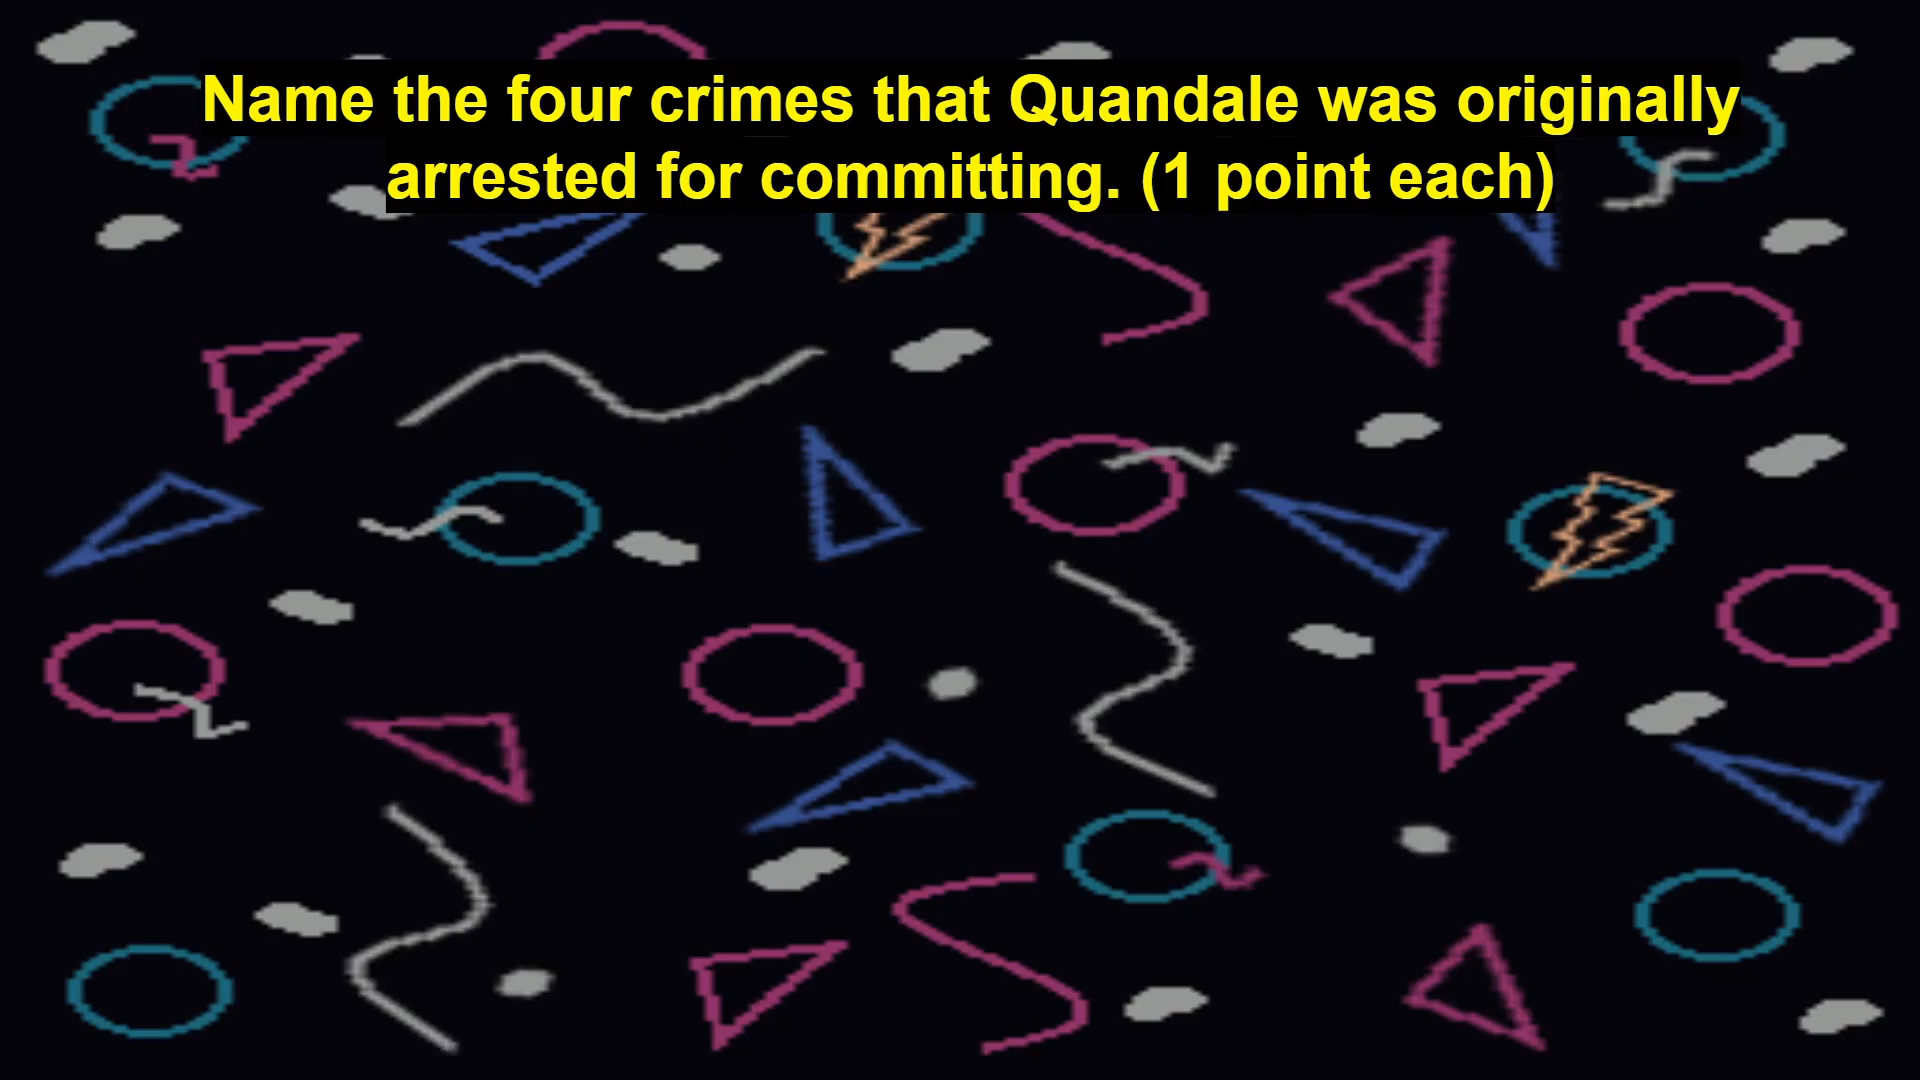 Name the four crimes that Quandale was originally
arrested for committing. (1 point each)